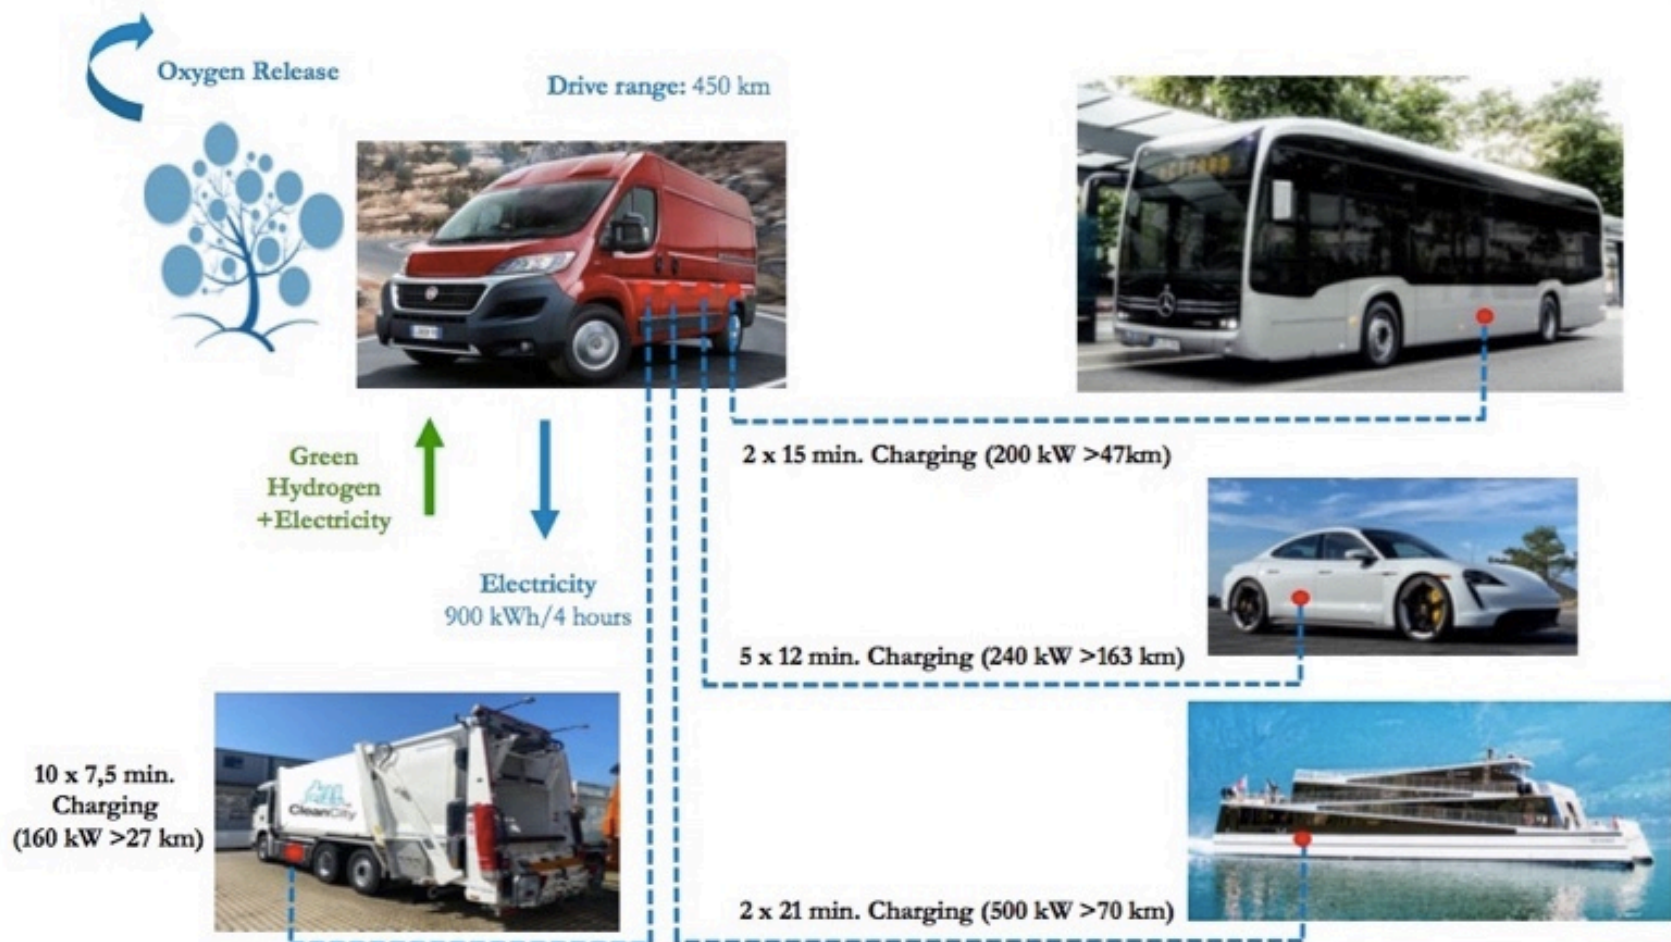 Oxygen Release
Drive range: 450 km
Green
Hydrogen
+Electricity
Electricity
900 kWh/4 hours
2 x 15 min. Charging (200 kW >47km)
5 x 12 min. Charging (240 kW >163 km)
10 x 7,5 min.
Charging
(160 kW >27 km)
CleanCity
2 x 21 min. Charging (500 kW >70 km)